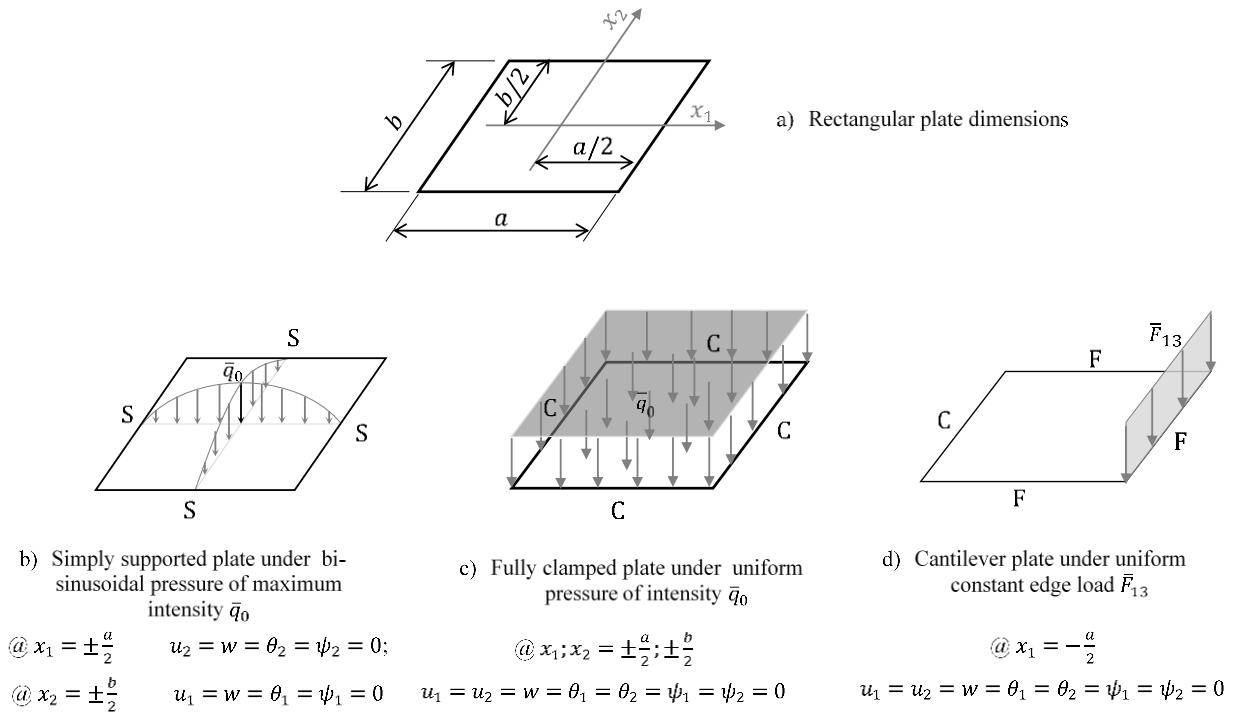 x₂
b/2
b
x₁
a/2
a
a) Rectangular plate dimensions
S
q̅₀
S
S
S
C
C
q̅₀
C
C
F̅₁₃
F
C
F
F
b) Simply supported plate under bi-
sinusoidal pressure of maximum
intensity q̅₀
@ x₁ = ±a/2 u₂ = w = θ₂ = ψ₂ = 0;
@ x₂ = ±b/2 u₁ = w = θ₁ = ψ₁ = 0
c) Fully clamped plate under uniform
pressure of intensity q̅₀
@ x₁; x₂ = ±a/2; ±b/2
u₁ = u₂ = w = θ₁ = θ₂ = ψ₁ = ψ₂ = 0
d) Cantilever plate under uniform
constant edge load F̅₁₃
@ x₁ = −a/2
u₁ = u₂ = w = θ₁ = θ₂ = ψ₁ = ψ₂ = 0